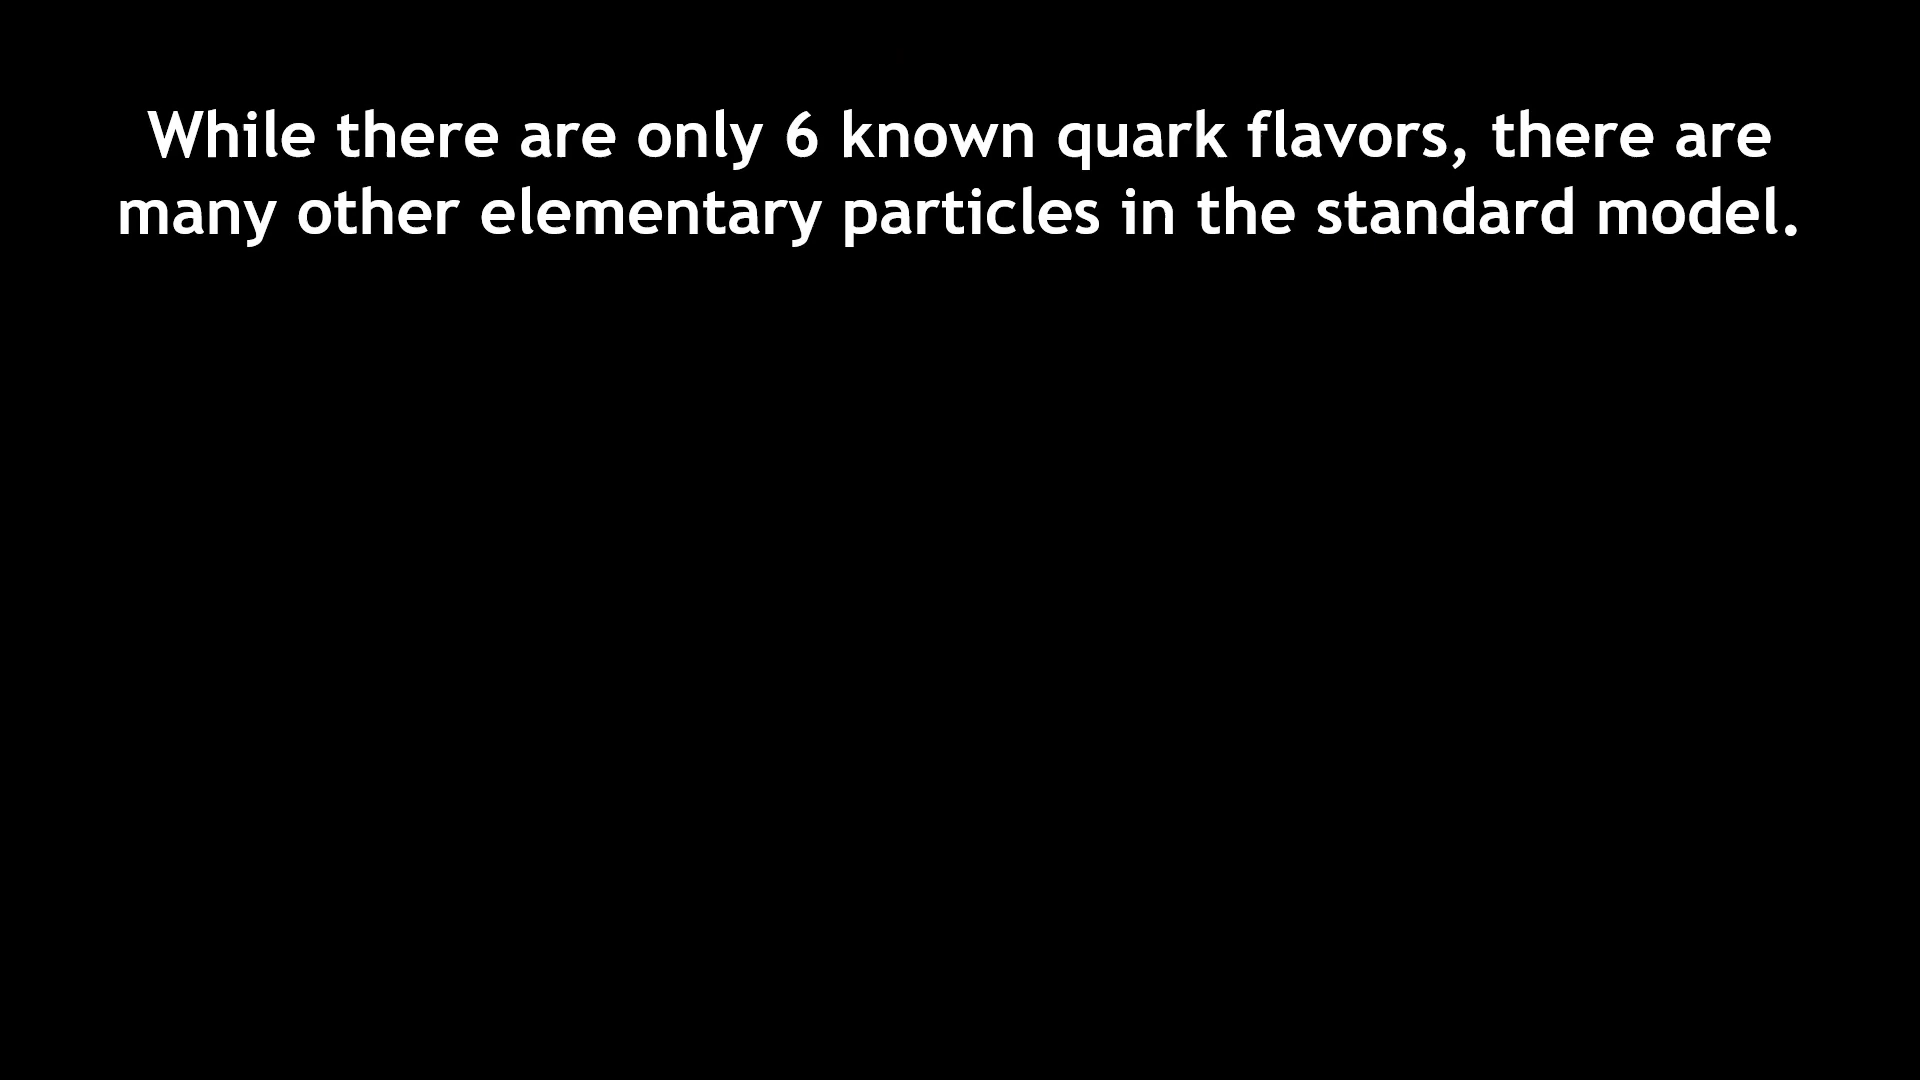 While there are only 6 known quark flavors, there are
many other elementary particles in the standard model.